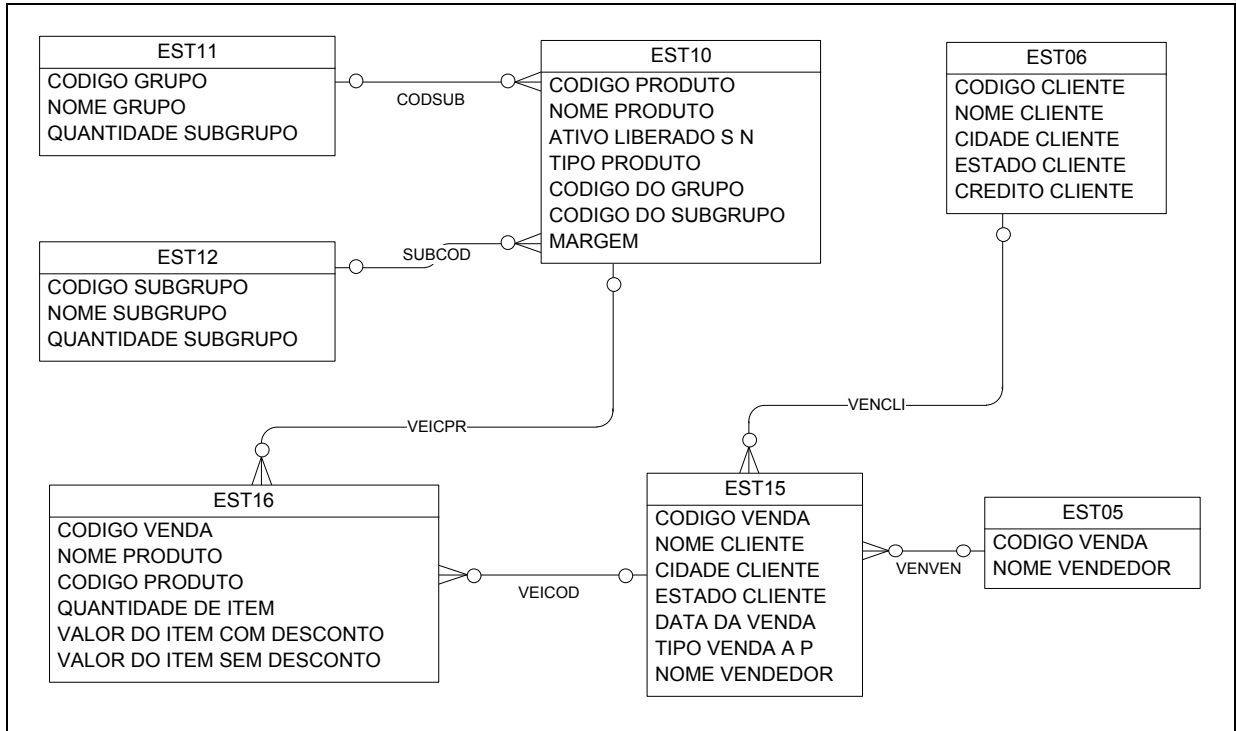 EST11
CODIGO GRUPO
NOME GRUPO
QUANTIDADE SUBGRUPO
CODSUB
EST10
CODIGO PRODUTO
NOME PRODUTO
ATIVO LIBERADO S N
TIPO PRODUTO
CODIGO DO GRUPO
CODIGO DO SUBGRUPO
MARGEM
EST06
CODIGO CLIENTE
NOME CLIENTE
CIDADE CLIENTE
ESTADO CLIENTE
CREDITO CLIENTE
EST12
CODIGO SUBGRUPO
NOME SUBGRUPO
QUANTIDADE SUBGRUPO
SUBCOD
VEICPR
VENCLI
EST16
CODIGO VENDA
NOME PRODUTO
CODIGO PRODUTO
QUANTIDADE DE ITEM
VALOR DO ITEM COM DESCONTO
VALOR DO ITEM SEM DESCONTO
VEICOD
EST15
CODIGO VENDA
NOME CLIENTE
CIDADE CLIENTE
ESTADO CLIENTE
DATA DA VENDA
TIPO VENDA A P
NOME VENDEDOR
VENVEN
EST05
CODIGO VENDA
NOME VENDEDOR